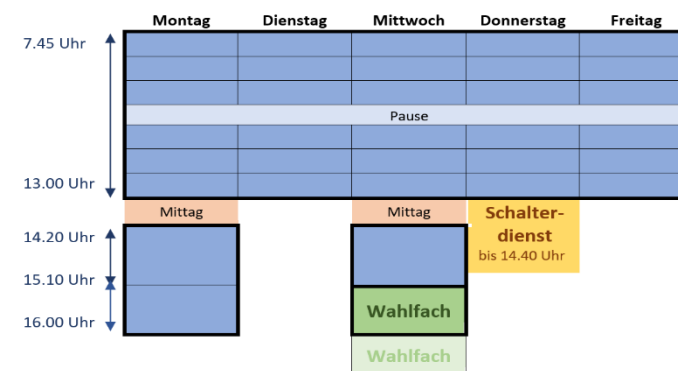 Montag Dienstag Mittwoch Donnerstag Freitag
7.45 Uhr
Pause
13.00 Uhr
Mittag Mittag Schalter-
dienst
14.20 Uhr
bis 14.40 Uhr
15.10 Uhr
Wahlfach
16.00 Uhr
Wahlfach